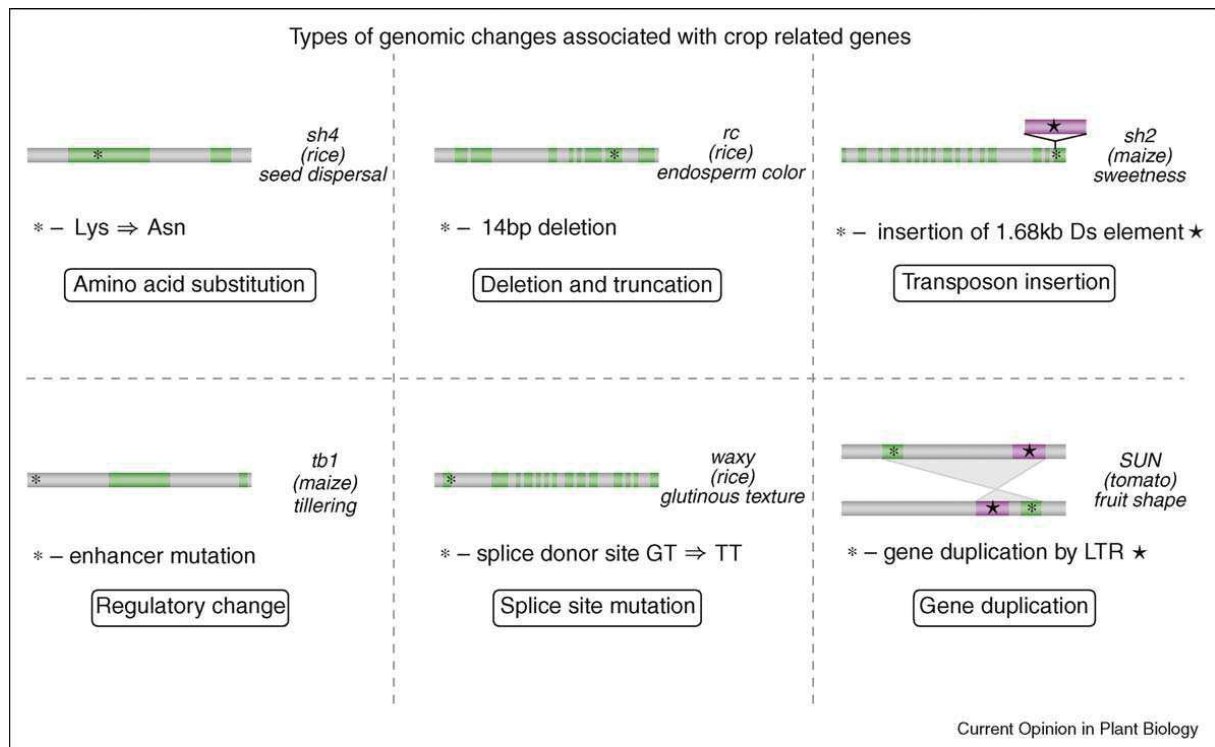 Types of genomic changes associated with crop related genes
sh4
(rice)
seed dispersal
* – Lys ⇒ Asn
Amino acid substitution
rc
(rice)
endosperm color
* – 14bp deletion
Deletion and truncation
★
sh2
(maize)
sweetness
* – insertion of 1.68kb Ds element ★
Transposon insertion
tb1
(maize)
tillering
* – enhancer mutation
Regulatory change
waxy
(rice)
glutinous texture
* – splice donor site GT ⇒ TT
Splice site mutation
SUN
(tomato)
fruit shape
* – gene duplication by LTR ★
Gene duplication
Current Opinion in Plant Biology